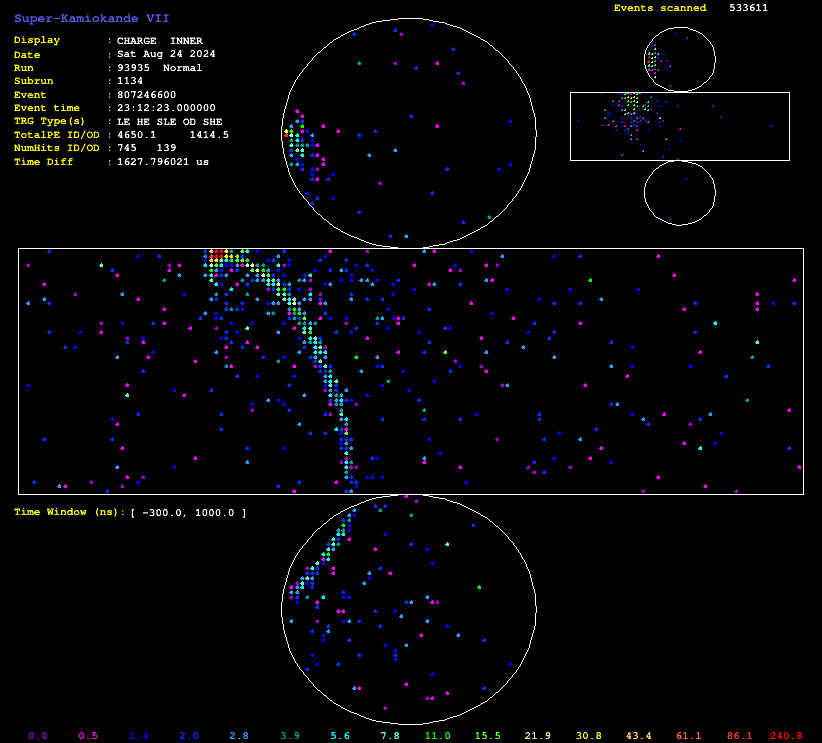 Super-Kamiokande VII
Events scanned 533611
Display : CHARGE INNER
Date : Sat Aug 24 2024
Run : 93935 Normal
Subrun : 1134
Event : 807246600
Event time : 23:12:23.000000
TRG Type(s) : LE HE SLE OD SHE
TotalPE ID/OD : 4650.1 1414.5
NumHits ID/OD : 745 139
Time Diff : 1627.796021 us
Time Window (ns): [ -300.0, 1000.0 ]
0.0 0.5 1.4 2.0 2.8 3.9 5.6 7.8 11.0 15.5 21.9 30.8 43.4 61.1 86.1 240.8